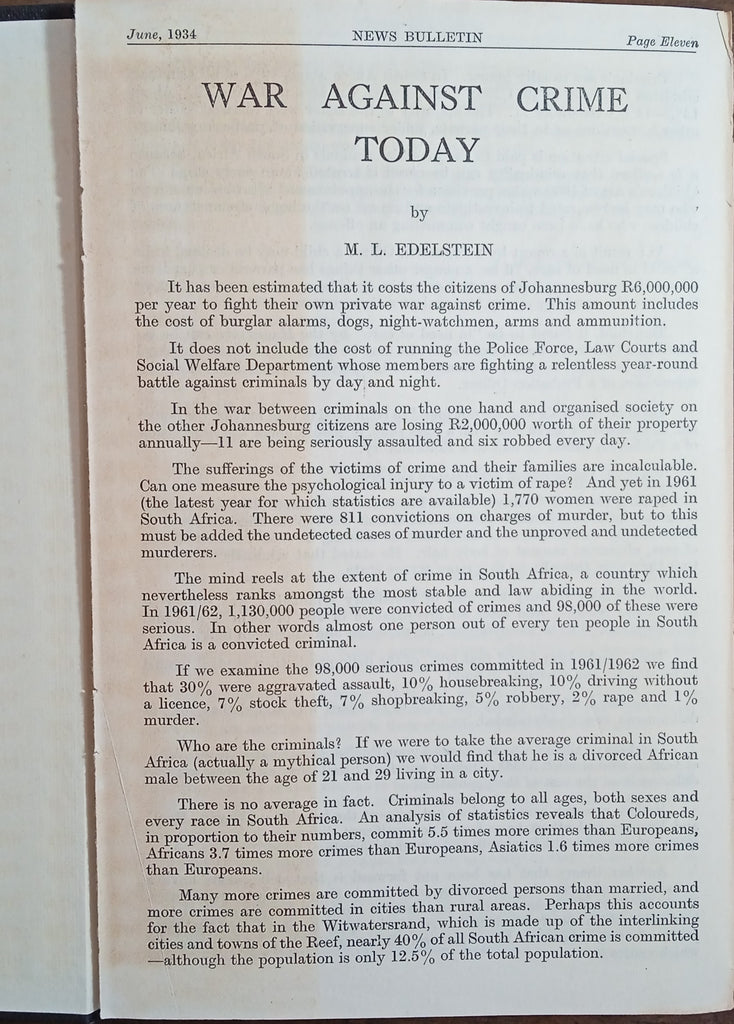 June, 1934 NEWS BULLETIN Page Eleven
WAR AGAINST CRIME
TODAY
by
M. L. EDELSTEIN
It has been estimated that it costs the citizens of Johannesburg R6,000,000
per year to fight their own private war against crime. This amount includes
the cost of burglar alarms, dogs, night-watchmen, arms and ammunition.
It does not include the cost of running the Police Force, Law Courts and
Social Welfare Department whose members are fighting a relentless year-round
battle against criminals by day and night.
In the war between criminals on the one hand and organised society on
the other Johannesburg citizens are losing R2,000,000 worth of their property
annually—11 are being seriously assaulted and six robbed every day.
The sufferings of the victims of crime and their families are incalculable.
Can one measure the psychological injury to a victim of rape? And yet in 1961
(the latest year for which statistics are available) 1,770 women were raped in
South Africa. There were 811 convictions on charges of murder, but to this
must be added the undetected cases of murder and the unproved and undetected
murderers.
The mind reels at the extent of crime in South Africa, a country which
nevertheless ranks amongst the most stable and law abiding in the world.
In 1961/62, 1,130,000 people were convicted of crimes and 98,000 of these were
serious. In other words almost one person out of every ten people in South
Africa is a convicted criminal.
If we examine the 98,000 serious crimes committed in 1961/1962 we find
that 30% were aggravated assault, 10% housebreaking, 10% driving without
a licence, 7% stock theft, 7% shopbreaking, 5% robbery, 2% rape and 1%
murder.
Who are the criminals? If we were to take the average criminal in South
Africa (actually a mythical person) we would find that he is a divorced African
male between the age of 21 and 29 living in a city.
There is no average in fact. Criminals belong to all ages, both sexes and
every race in South Africa. An analysis of statistics reveals that Coloureds,
in proportion to their numbers, commit 5.5 times more crimes than Europeans,
Africans 3.7 times more crimes than Europeans, Asiatics 1.6 times more crimes
than Europeans.
Many more crimes are committed by divorced persons than married, and
more crimes are committed in cities than rural areas. Perhaps this accounts
for the fact that in the Witwatersrand, which is made up of the interlinking
cities and towns of the Reef, nearly 40% of all South African crime is committed
—although the population is only 12.5% of the total population.